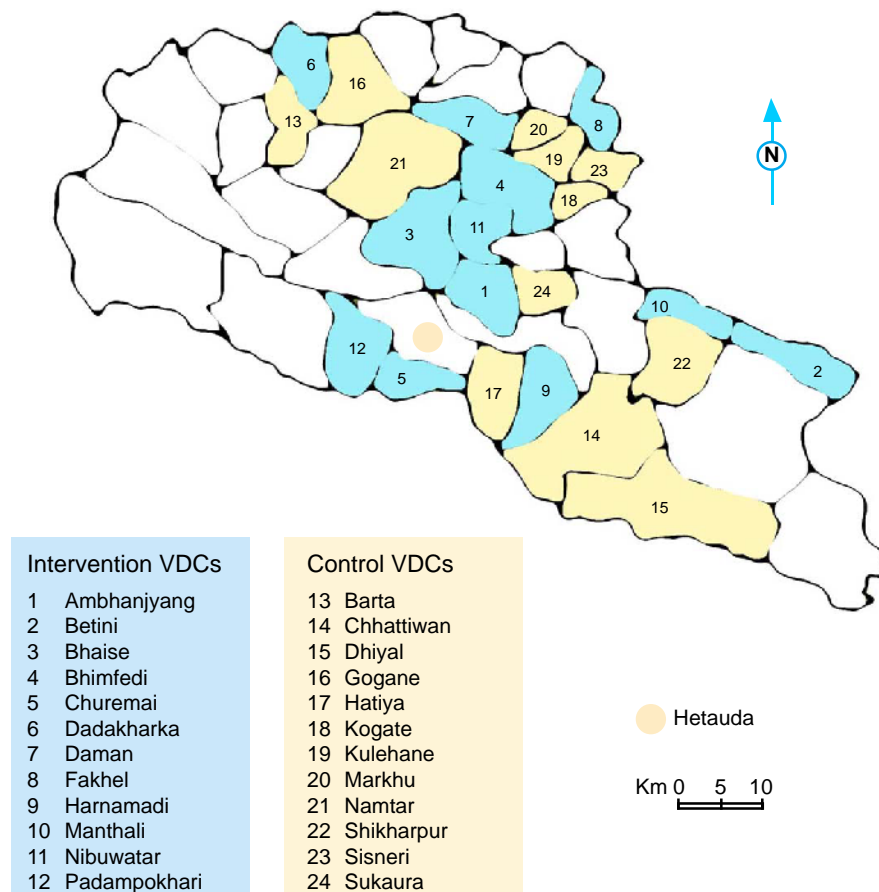 6
16
13
7
20
8
19
21
23
4
18
3
11
1
24
10
12
22
2
5
17
9
14
15
N
Intervention VDCs
1 Ambhanjyang
2 Betini
3 Bhaise
4 Bhimfedi
5 Churemai
6 Dadakharka
7 Daman
8 Fakhel
9 Harnamadi
10 Manthali
11 Nibuwatar
12 Padampokhari
Control VDCs
13 Barta
14 Chhattiwan
15 Dhiyal
16 Gogane
17 Hatiya
18 Kogate
19 Kulehane
20 Markhu
21 Namtar
22 Shikharpur
23 Sisneri
24 Sukaura
Hetauda
Km 0 5 10